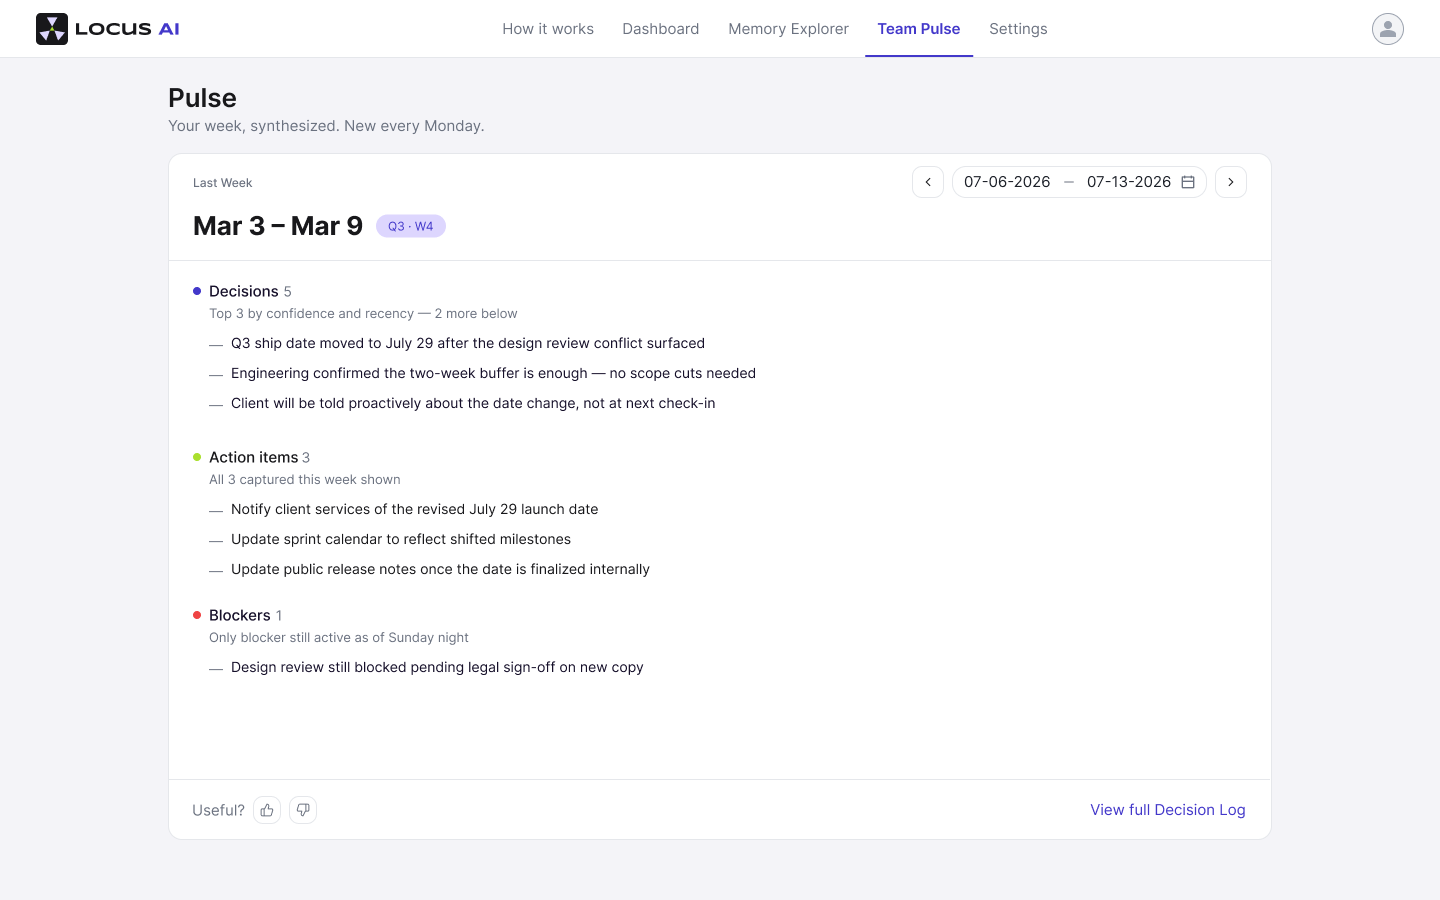 LOCUS AI
How it works
Dashboard
Memory Explorer
Team Pulse
Settings
Pulse
Your week, synthesized. New every Monday.
Last Week
07-06-2026 – 07-13-2026
Mar 3 – Mar 9
Q3 · W4
Decisions 5
Top 3 by confidence and recency — 2 more below
— Q3 ship date moved to July 29 after the design review conflict surfaced
— Engineering confirmed the two-week buffer is enough — no scope cuts needed
— Client will be told proactively about the date change, not at next check-in
Action items 3
All 3 captured this week shown
— Notify client services of the revised July 29 launch date
— Update sprint calendar to reflect shifted milestones
— Update public release notes once the date is finalized internally
Blockers 1
Only blocker still active as of Sunday night
— Design review still blocked pending legal sign-off on new copy
Useful?
View full Decision Log